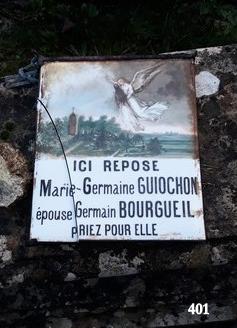 ICI REPOSE
Marie-Germaine GUIOCHON
épouse Germain BOURGUEIL
PRIEZ POUR ELLE
401